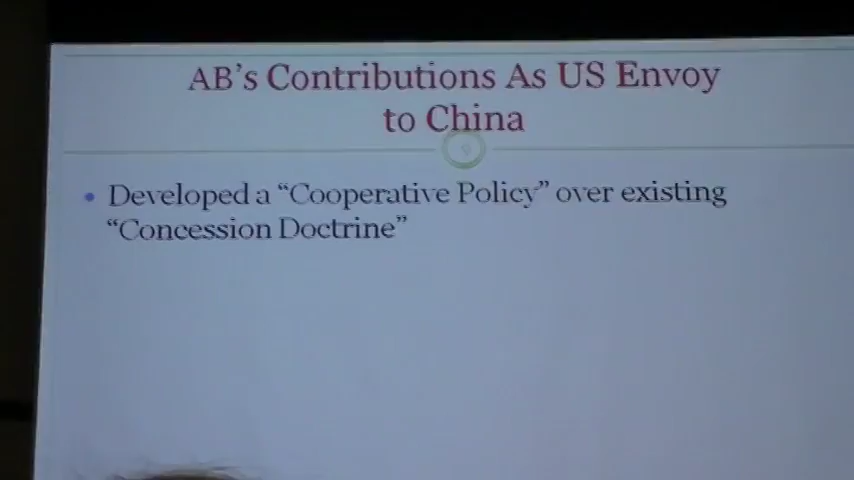 AB's Contributions As US Envoy
to China
• Developed a “Cooperative Policy” over existing
“Concession Doctrine”